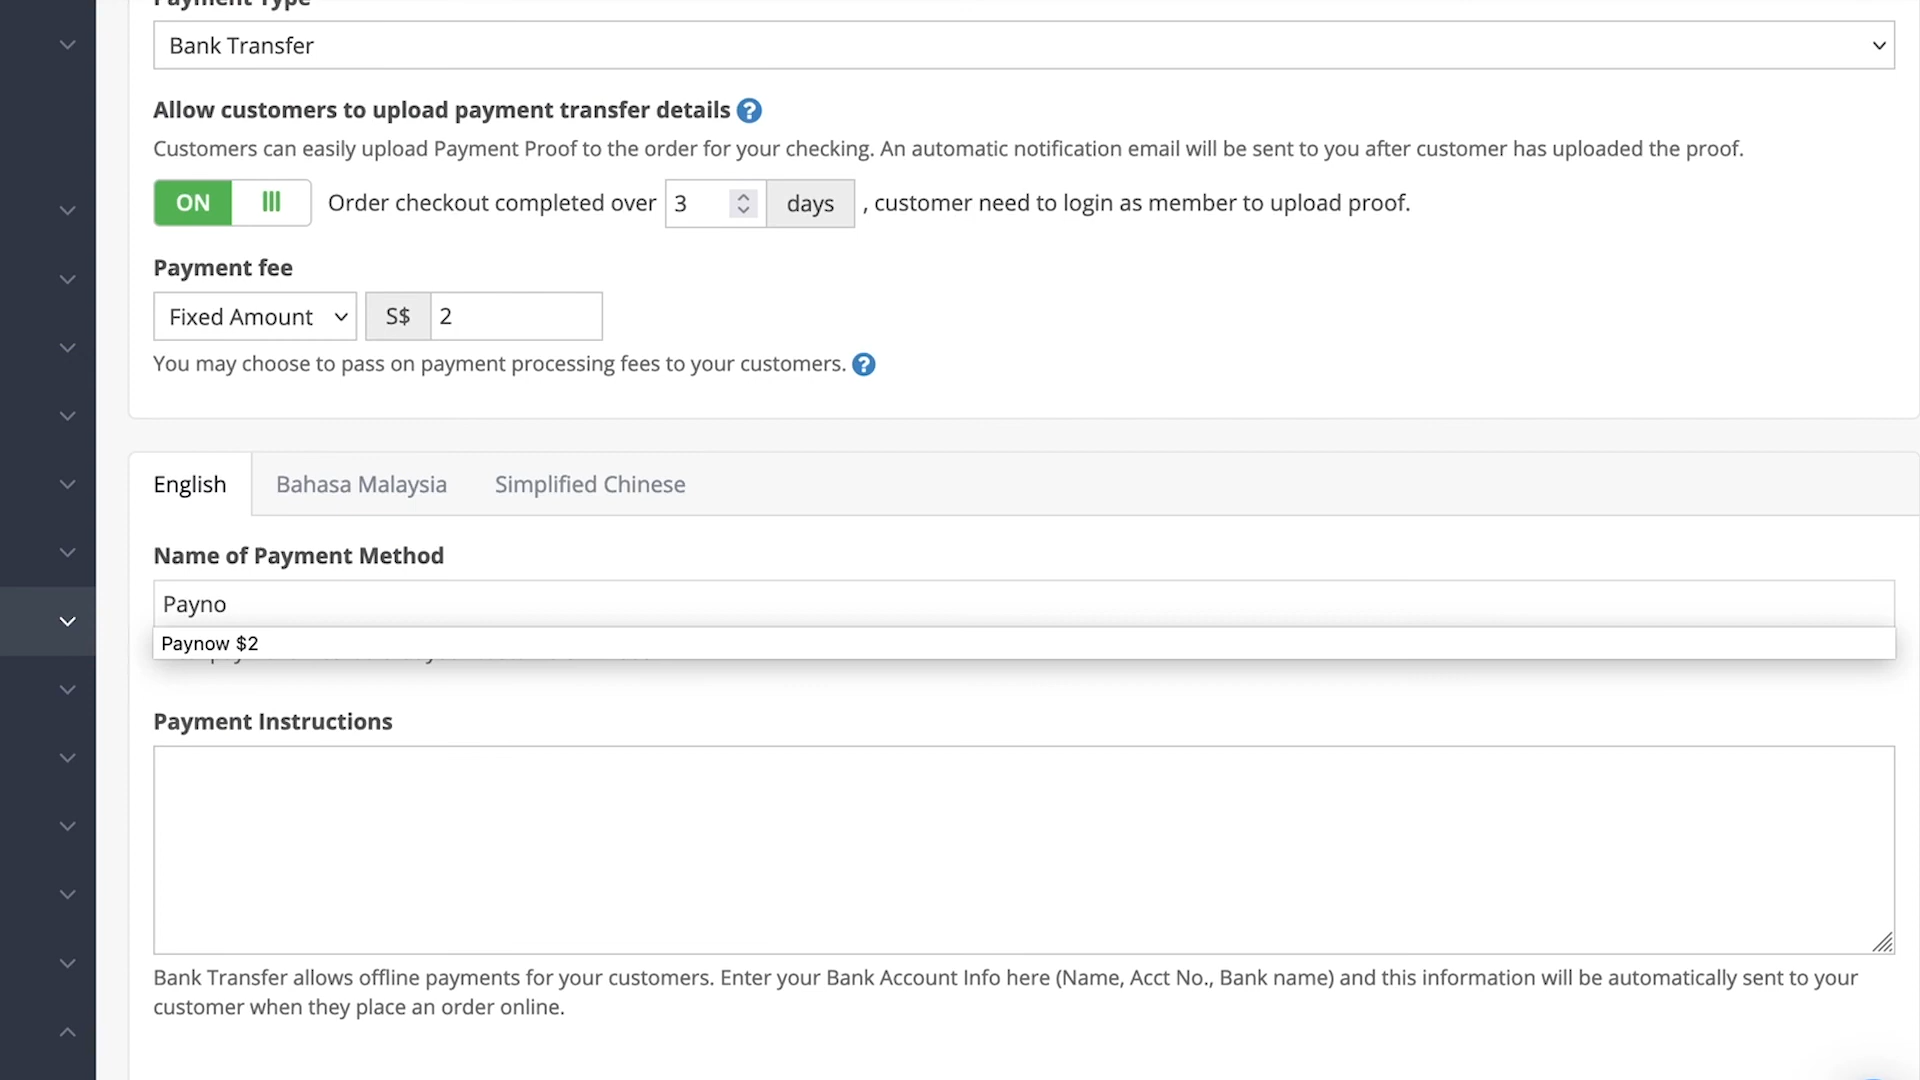 Payment Type
Bank Transfer
Allow customers to upload payment transfer details ?
Customers can easily upload Payment Proof to the order for your checking. An automatic notification email will be sent to you after customer has uploaded the proof.
ON Order checkout completed over 3 days , customer need to login as member to upload proof.
Payment fee
Fixed Amount S$ 2
You may choose to pass on payment processing fees to your customers. ?
English Bahasa Malaysia Simplified Chinese
Name of Payment Method
Payno
Paynow $2
Payment Instructions
Bank Transfer allows offline payments for your customers. Enter your Bank Account Info here (Name, Acct No., Bank name) and this information will be automatically sent to your
customer when they place an order online.